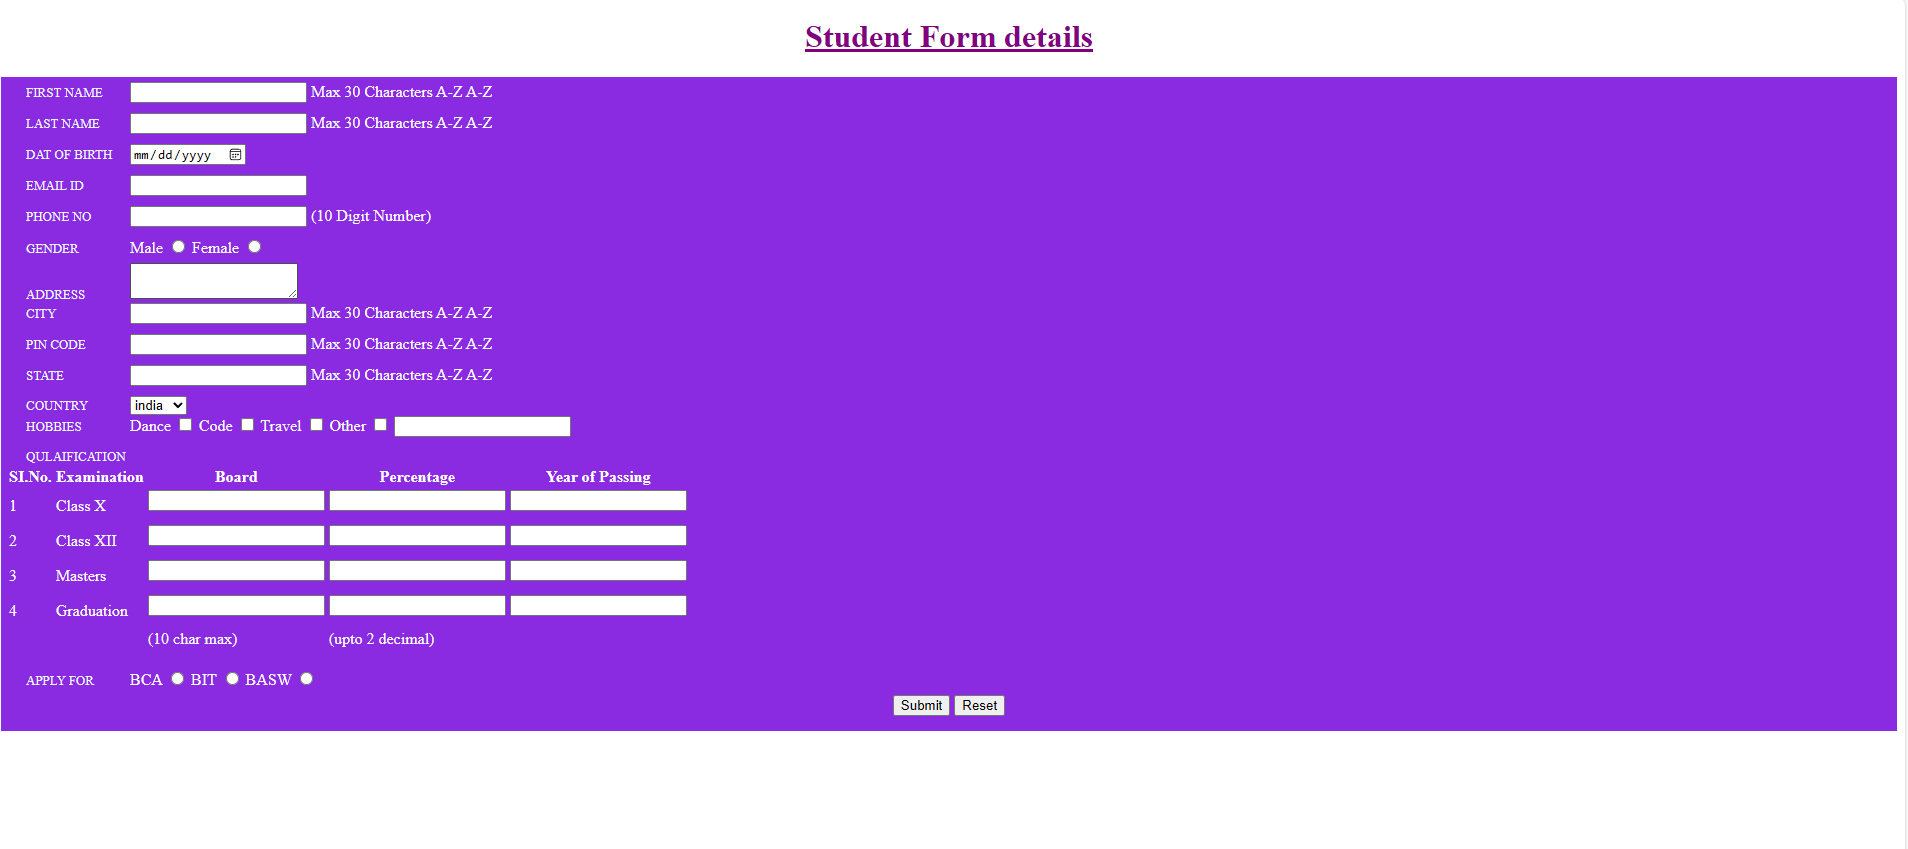 Student Form details
FIRST NAME Max 30 Characters A-Z A-Z
LAST NAME Max 30 Characters A-Z A-Z
DAT OF BIRTH mm/dd/yyyy
EMAIL ID
PHONE NO (10 Digit Number)
GENDER Male Female
ADDRESS
CITY Max 30 Characters A-Z A-Z
PIN CODE Max 30 Characters A-Z A-Z
STATE Max 30 Characters A-Z A-Z
COUNTRY india
HOBBIES Dance Code Travel Other
QULAIFICATION
SI.No. Examination Board Percentage Year of Passing
1 Class X
2 Class XII
3 Masters
4 Graduation
(10 char max) (upto 2 decimal)
APPLY FOR BCA BIT BASW
Submit Reset